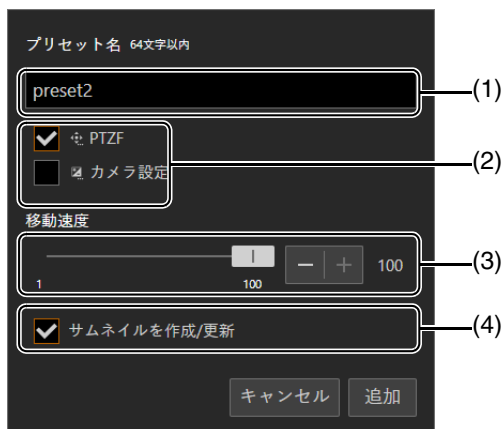 プリセット名 64文字以内
preset2 (1)
PTZF
カメラ設定 (2)
移動速度
1 100 − + 100 (3)
サムネイルを作成/更新 (4)
キャンセル 追加